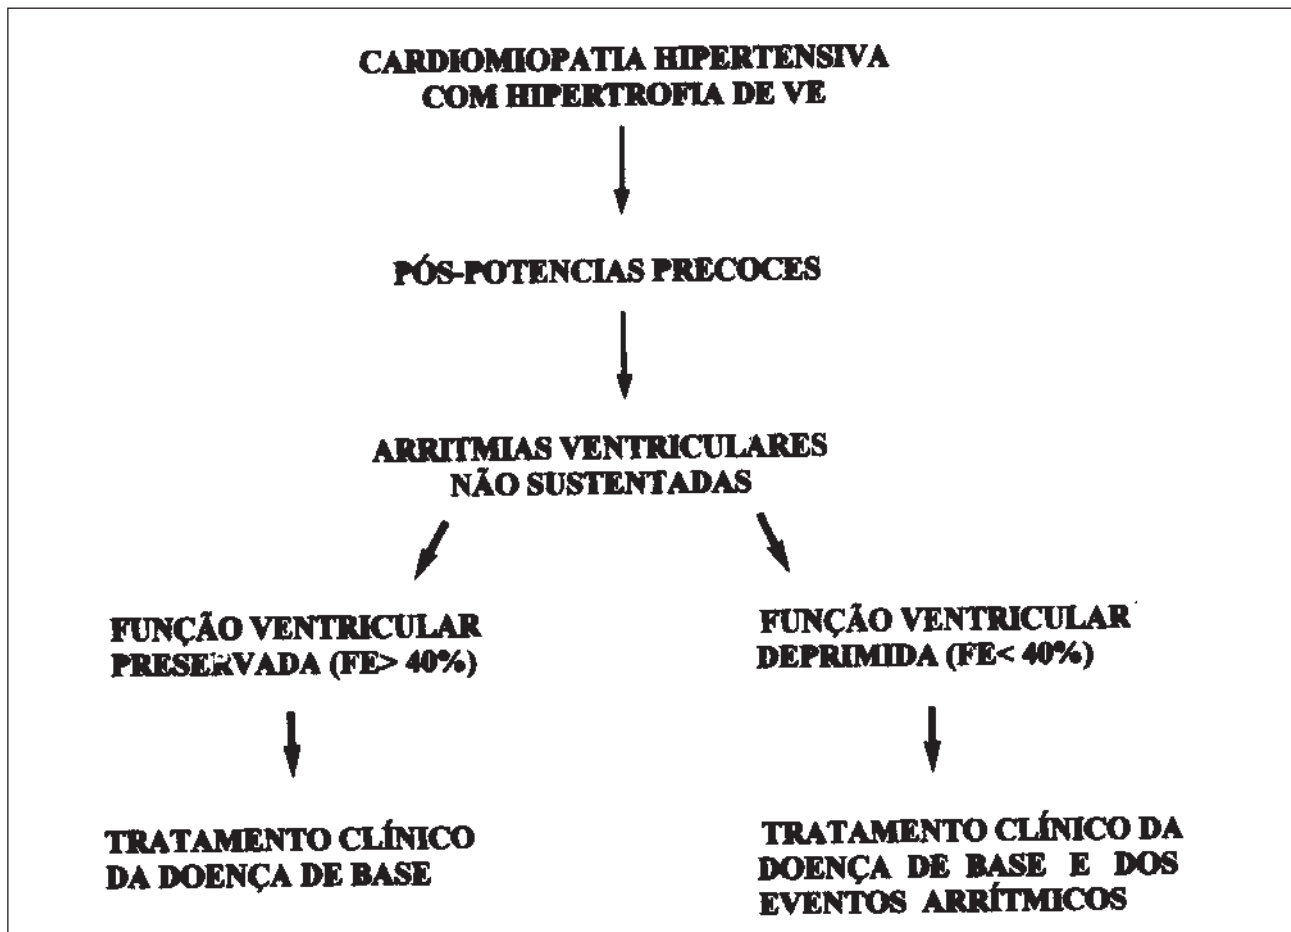 CARDIOMIOPATIA HIPERTENSIVA
COM HIPERTROFIA DE VE
PÓS-POTENCIAS PRECOCES
ARRITMIAS VENTRICULARES
NÃO SUSTENTADAS
FUNÇÃO VENTRICULAR
PRESERVADA (FE> 40%)
FUNÇÃO VENTRICULAR
DEPRIMIDA (FE< 40%)
TRATAMENTO CLÍNICO
DA DOENÇA DE BASE
TRATAMENTO CLÍNICO DA
DOENÇA DE BASE E DOS
EVENTOS ARRÍTMICOS